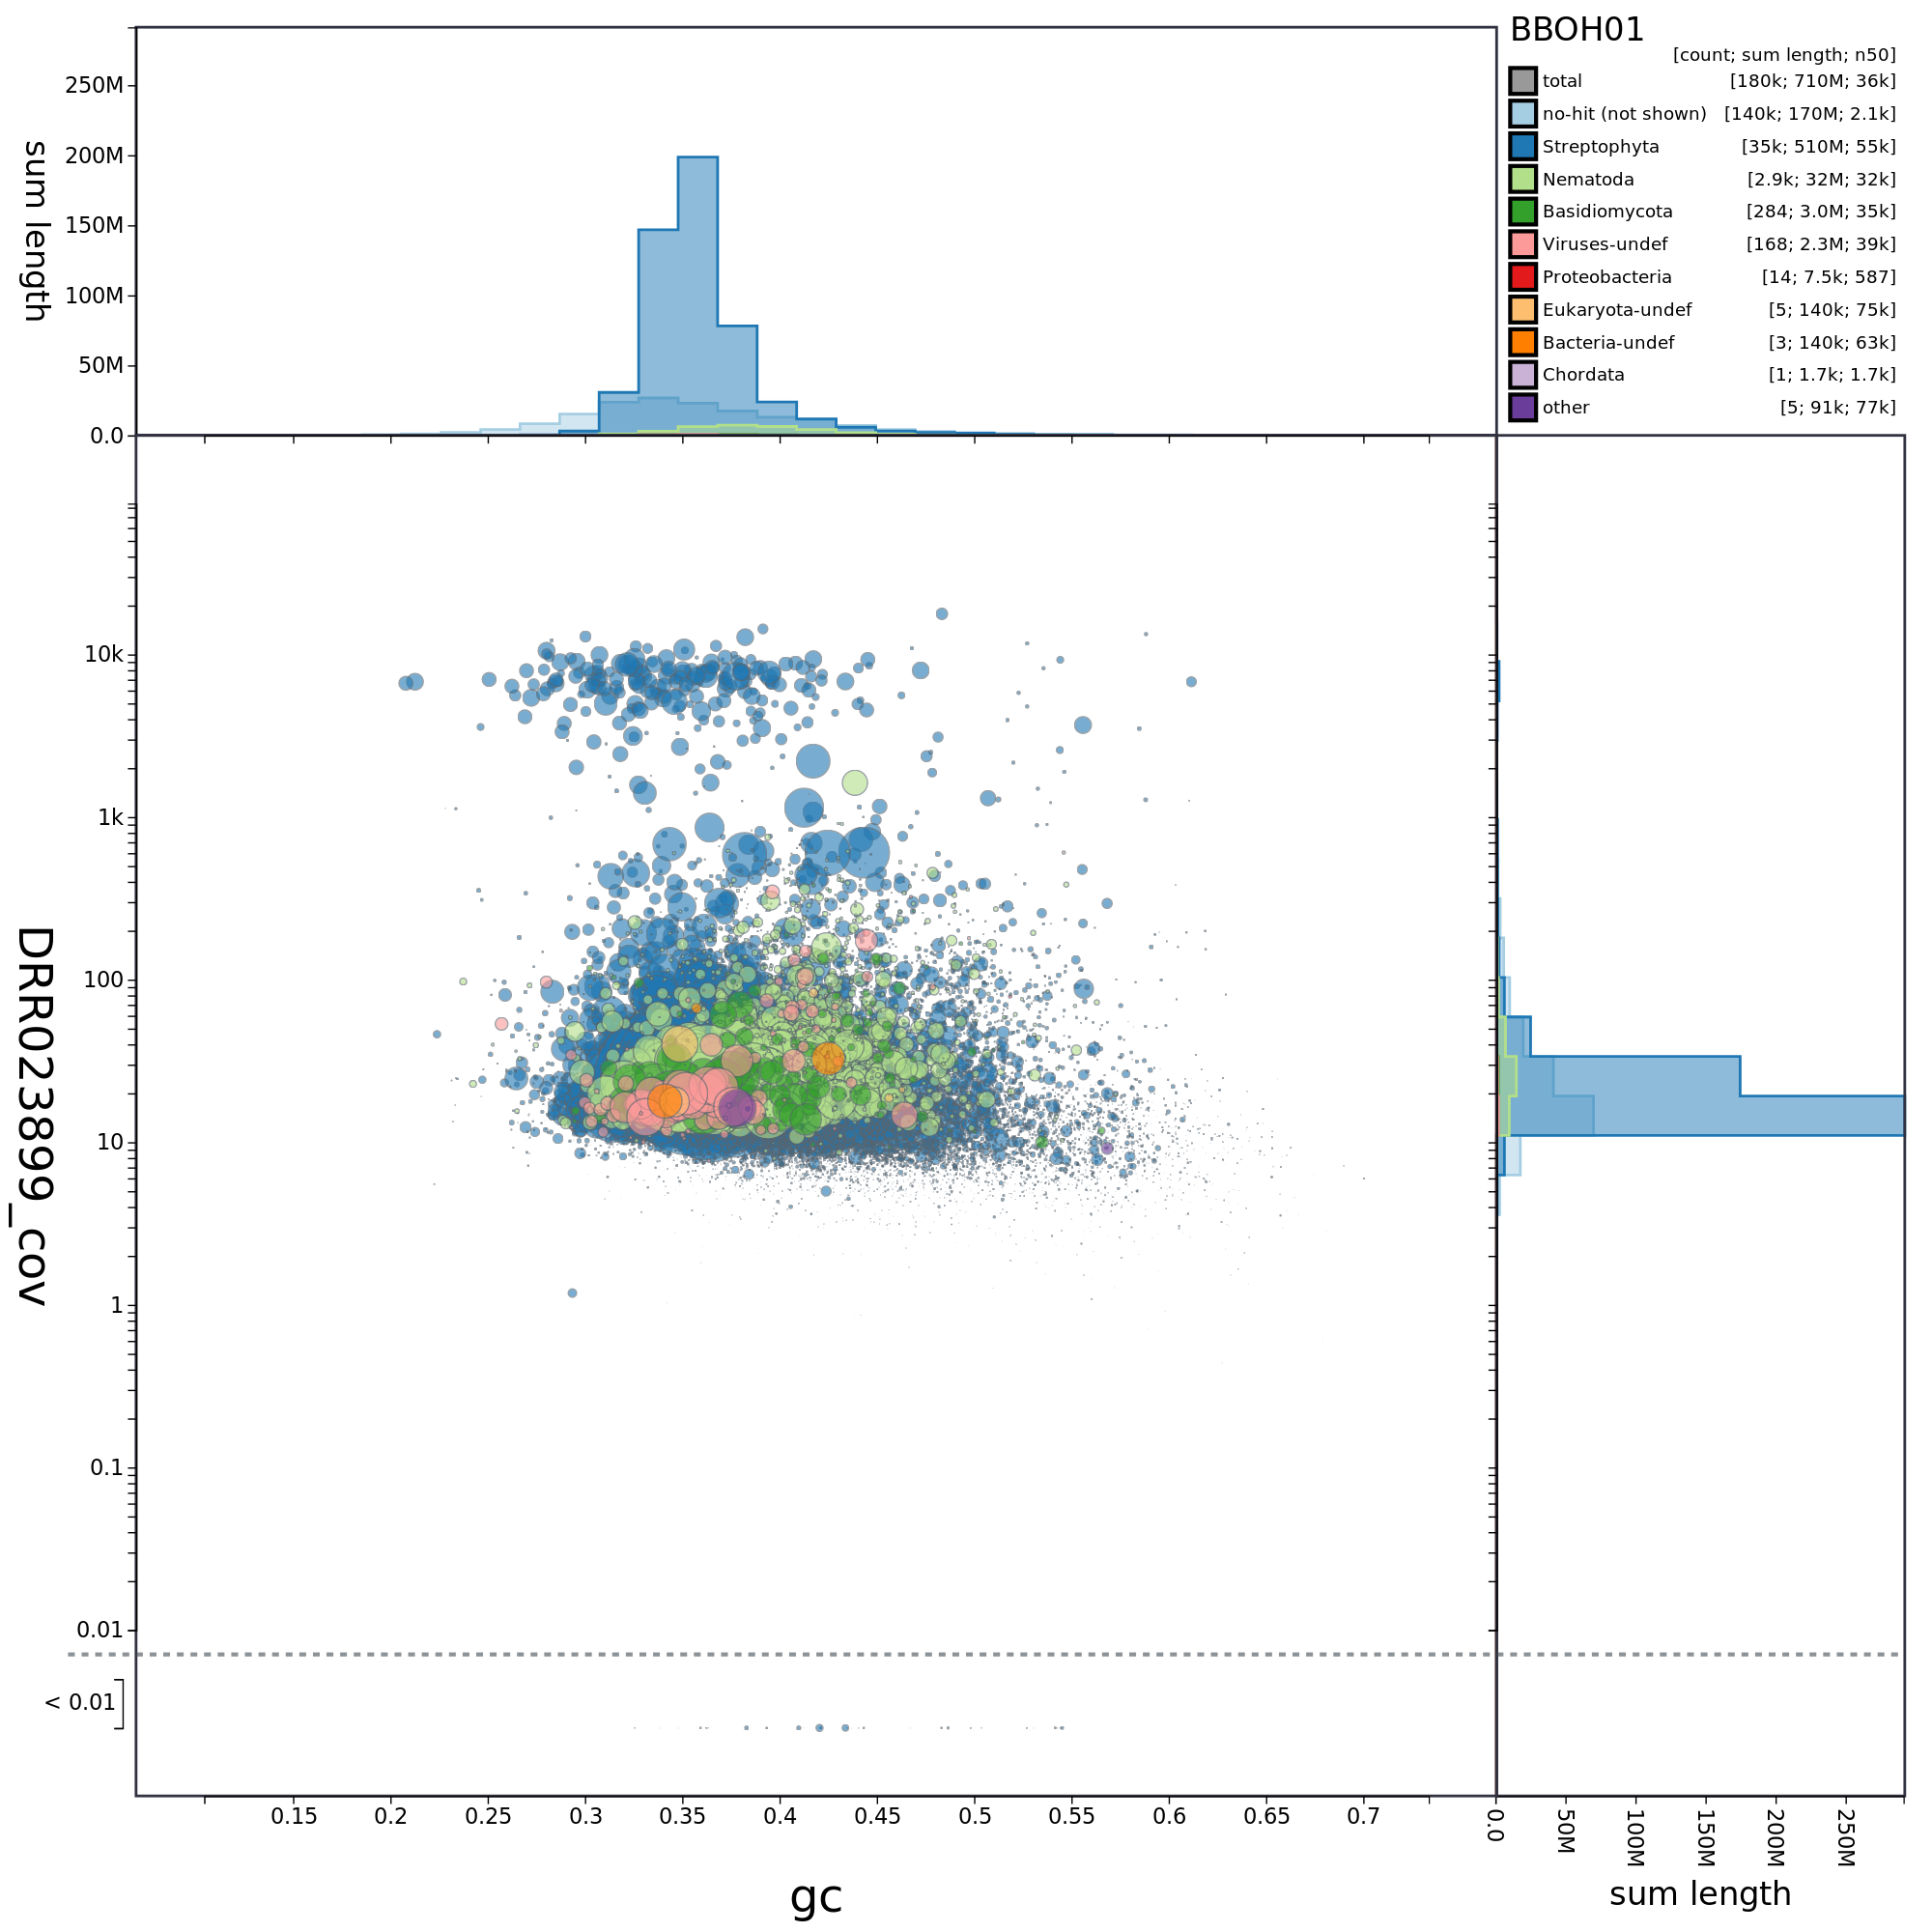 BBOH01
[count; sum length; n50]
total [180k; 710M; 36k]
no-hit (not shown) [140k; 170M; 2.1k]
Streptophyta [35k; 510M; 55k]
Nematoda [2.9k; 32M; 32k]
Basidiomycota [284; 3.0M; 35k]
Viruses-undef [168; 2.3M; 39k]
Proteobacteria [14; 7.5k; 587]
Eukaryota-undef [5; 140k; 75k]
Bacteria-undef [3; 140k; 63k]
Chordata [1; 1.7k; 1.7k]
other [5; 91k; 77k]
sum length
250M
200M
150M
100M
50M
0.0
DRR023899_cov
10k
1k
100
10
1
0.1
0.01
< 0.01
0.15 0.2 0.25 0.3 0.35 0.4 0.45 0.5 0.55 0.6 0.65 0.7
gc
0.0 50M 100M 150M 200M 250M
sum length